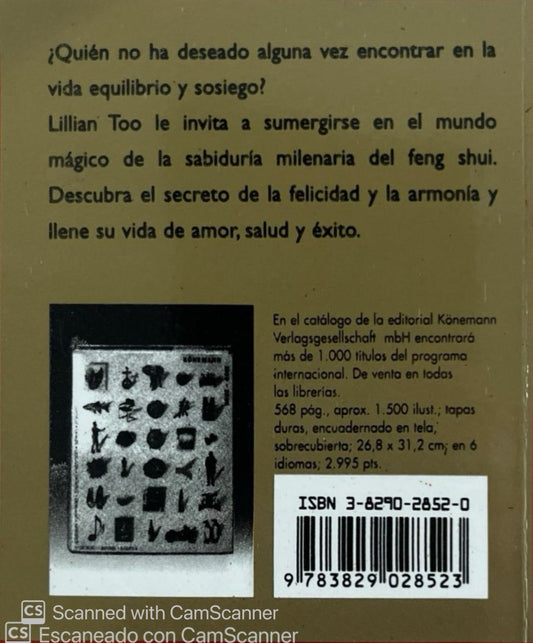 ¿Quién no ha deseado alguna vez encontrar en la
vida equilibrio y sosiego?
Lillian Too le invita a sumergirse en el mundo
mágico de la sabiduría milenaria del feng shui.
Descubra el secreto de la felicidad y la armonía y
llene su vida de amor, salud y éxito.
KÖNEMANN
En el catálogo de la editorial Könemann
Verlagsgesellschaft mbH encontrará
más de 1.000 títulos del programa
internacional. De venta en todas
las librerías.
568 pág., aprox. 1.500 ilust.; tapas
duras, encuadernado en tela,
sobrecubierta; 26,8 x 31,2 cm; en 6
idiomas; 2.995 pts.
ISBN 3-8290-2852-0
9 783829 028523
CS Scanned with CamScanner
CS Escaneado con CamScanner